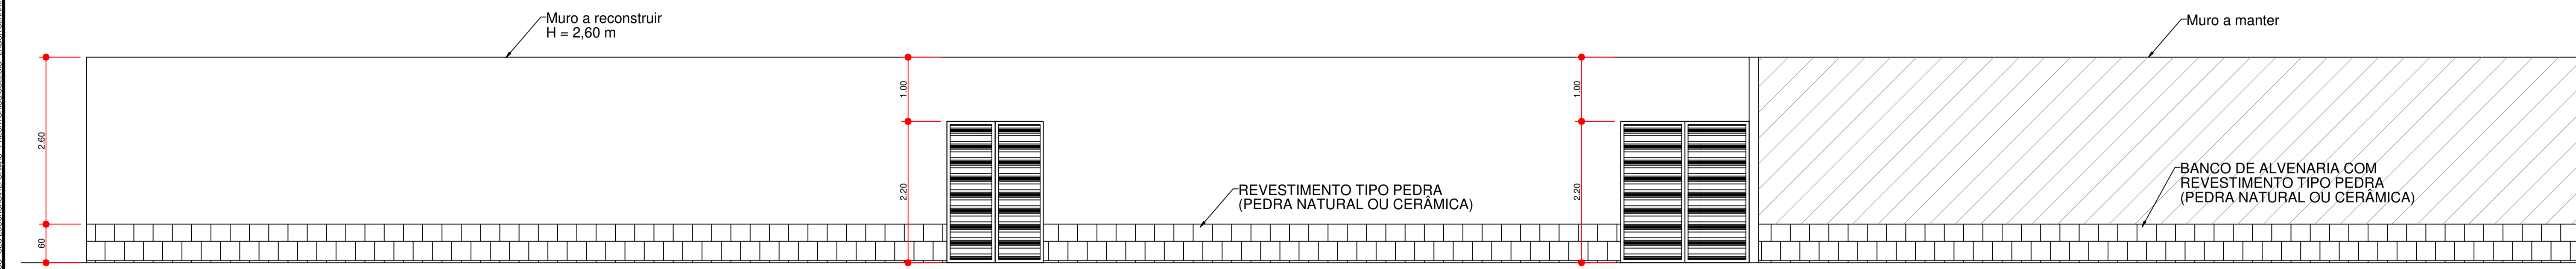 Muro a reconstruir
H = 2,60 m
Muro a manter
1.00
1.00
2.60
2.20
2.20
60
REVESTIMENTO TIPO PEDRA
(PEDRA NATURAL OU CERÂMICA)
BANCO DE ALVENARIA COM
REVESTIMENTO TIPO PEDRA
(PEDRA NATURAL OU CERÂMICA)